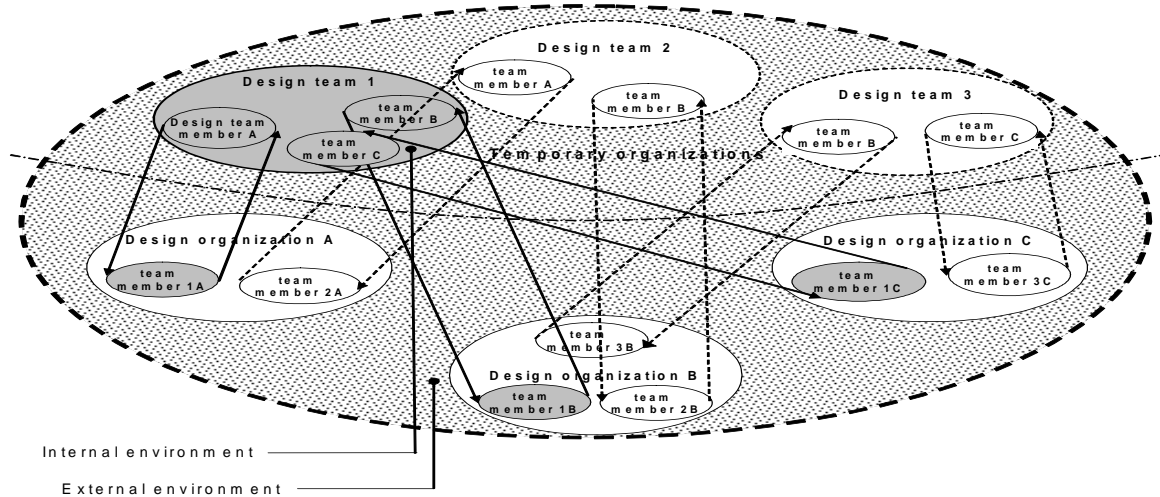 Design team 2
team
member A
team
member B
Design team 1
Design team
member A
team
member B
team
member C
Design team 3
team
member B
team
member C
Temporary organizations
Design organization A
team
member 1A
team
member 2A
Design organization C
team
member 1C
team
member 3C
team
member 3B
Design organization B
team
member 1B
team
member 2B
Internal environment
External environment